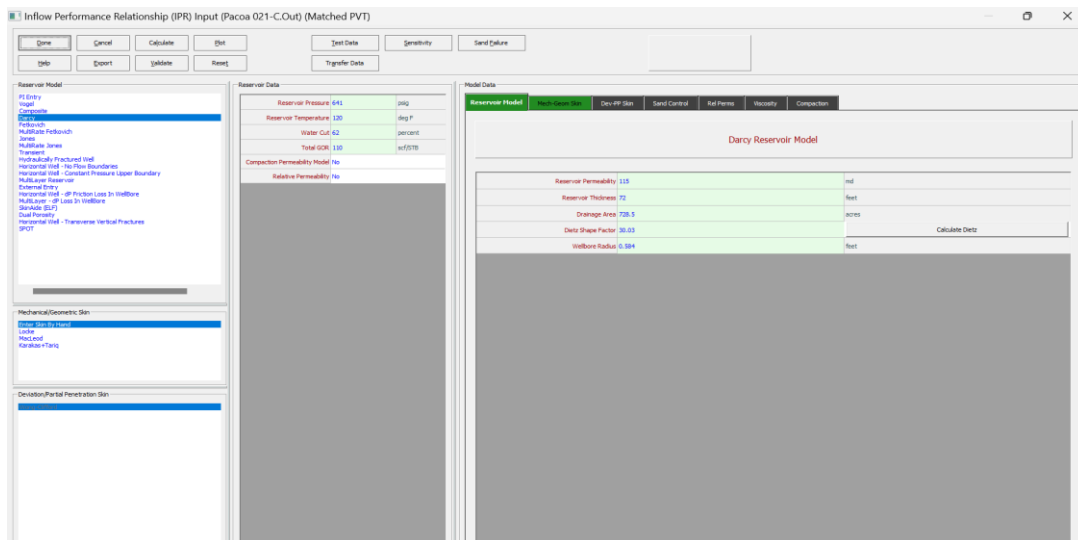 Inflow Performance Relationship (IPR) Input (Pacoa 021-C.Out) (Matched PVT)
Done Cancel Calculate Plot Test Data Sensitivity Sand Failure
Help Export Validate Reset Transfer Data
Reservoir Model
PI Entry
Vogel
Composite
Darcy
Fetkovich
MultiRate Fetkovich
Jones
MultiRate Jones
Transient
Hydraulically Fractured Well
Horizontal Well - No Flow Boundaries
Horizontal Well - Constant Pressure Upper Boundary
MultiLayer Reservoir
External Entry
Horizontal Well - dP Friction Loss In WellBore
MultiLayer - dP Loss In WellBore
SkinAide (ELF)
Dual Porosity
Horizontal Well - Transverse Vertical Fractures
SPOT
Mechanical/Geometric Skin
Enter Skin By Hand
Locke
MacLeod
Karakas+Tariq
Deviation/Partial Penetration Skin
Reservoir Data
Reservoir Pressure 641 psig
Reservoir Temperature 120 deg F
Water Cut 62 percent
Total GOR 110 scf/STB
Compaction Permeability Model No
Relative Permeability No
Model Data
Reservoir Model Mech-Geom Skin Dev-PP Skin Sand Control Rel Perms Viscosity Compaction
Darcy Reservoir Model
Reservoir Permeability 115 md
Reservoir Thickness 72 feet
Drainage Area 728.5 acres
Dietz Shape Factor 30.03 Calculate Dietz
Wellbore Radius 0.584 feet